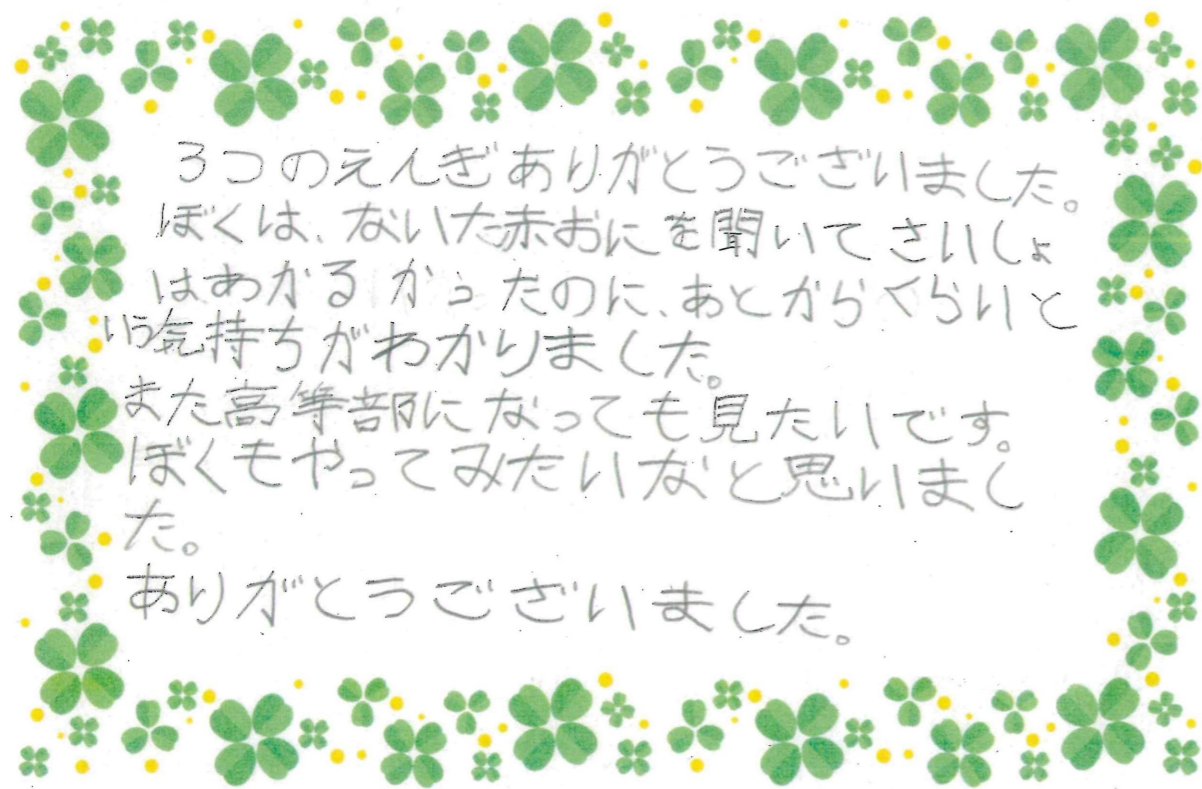 3つのえんぎありがとうございました。
ぼくは、ないた赤おにを聞いてさいしょ
はわかるかったのに、あとからくらいと
いう気持ちがわかりました。
また高等部になっても見たいです。
ぼくもやってみたいなと思いまし
た。
ありがとうございました。